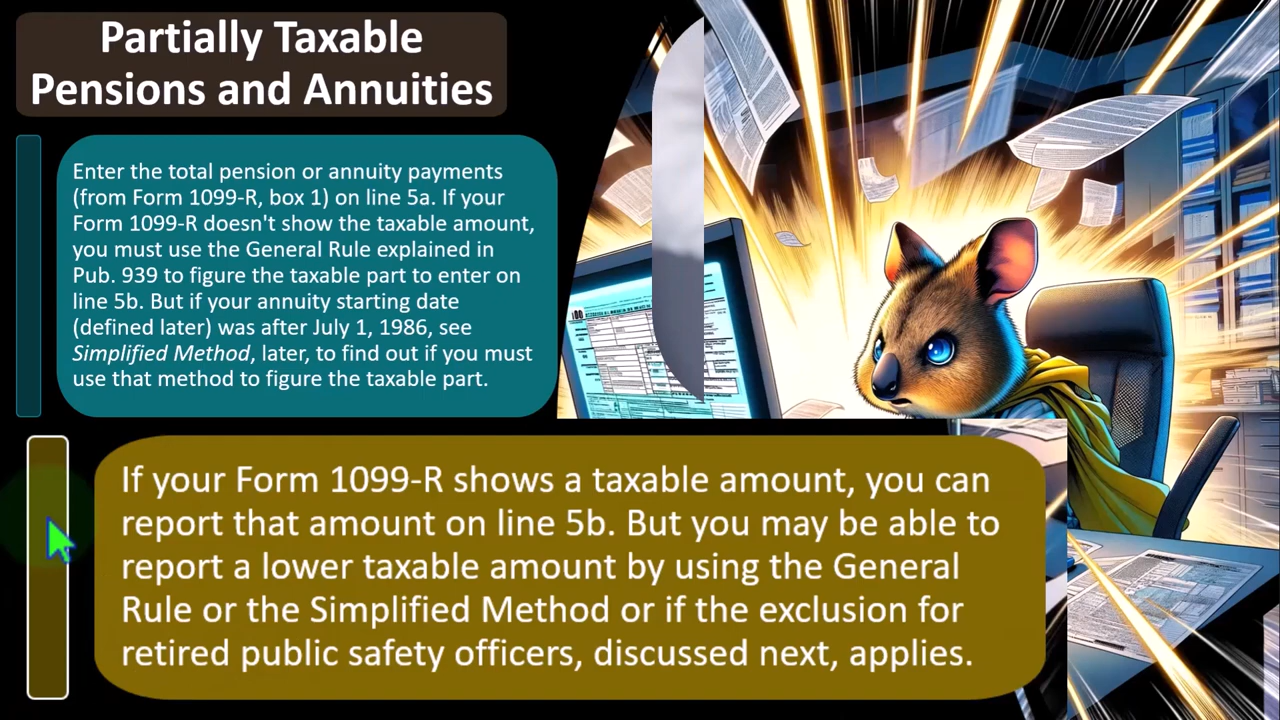 Partially Taxable
Pensions and Annuities
Enter the total pension or annuity payments
(from Form 1099-R, box 1) on line 5a. If your
Form 1099-R doesn't show the taxable amount,
you must use the General Rule explained in
Pub. 939 to figure the taxable part to enter on
line 5b. But if your annuity starting date
(defined later) was after July 1, 1986, see
Simplified Method, later, to find out if you must
use that method to figure the taxable part.
If your Form 1099-R shows a taxable amount, you can
report that amount on line 5b. But you may be able to
report a lower taxable amount by using the General
Rule or the Simplified Method or if the exclusion for
retired public safety officers, discussed next, applies.